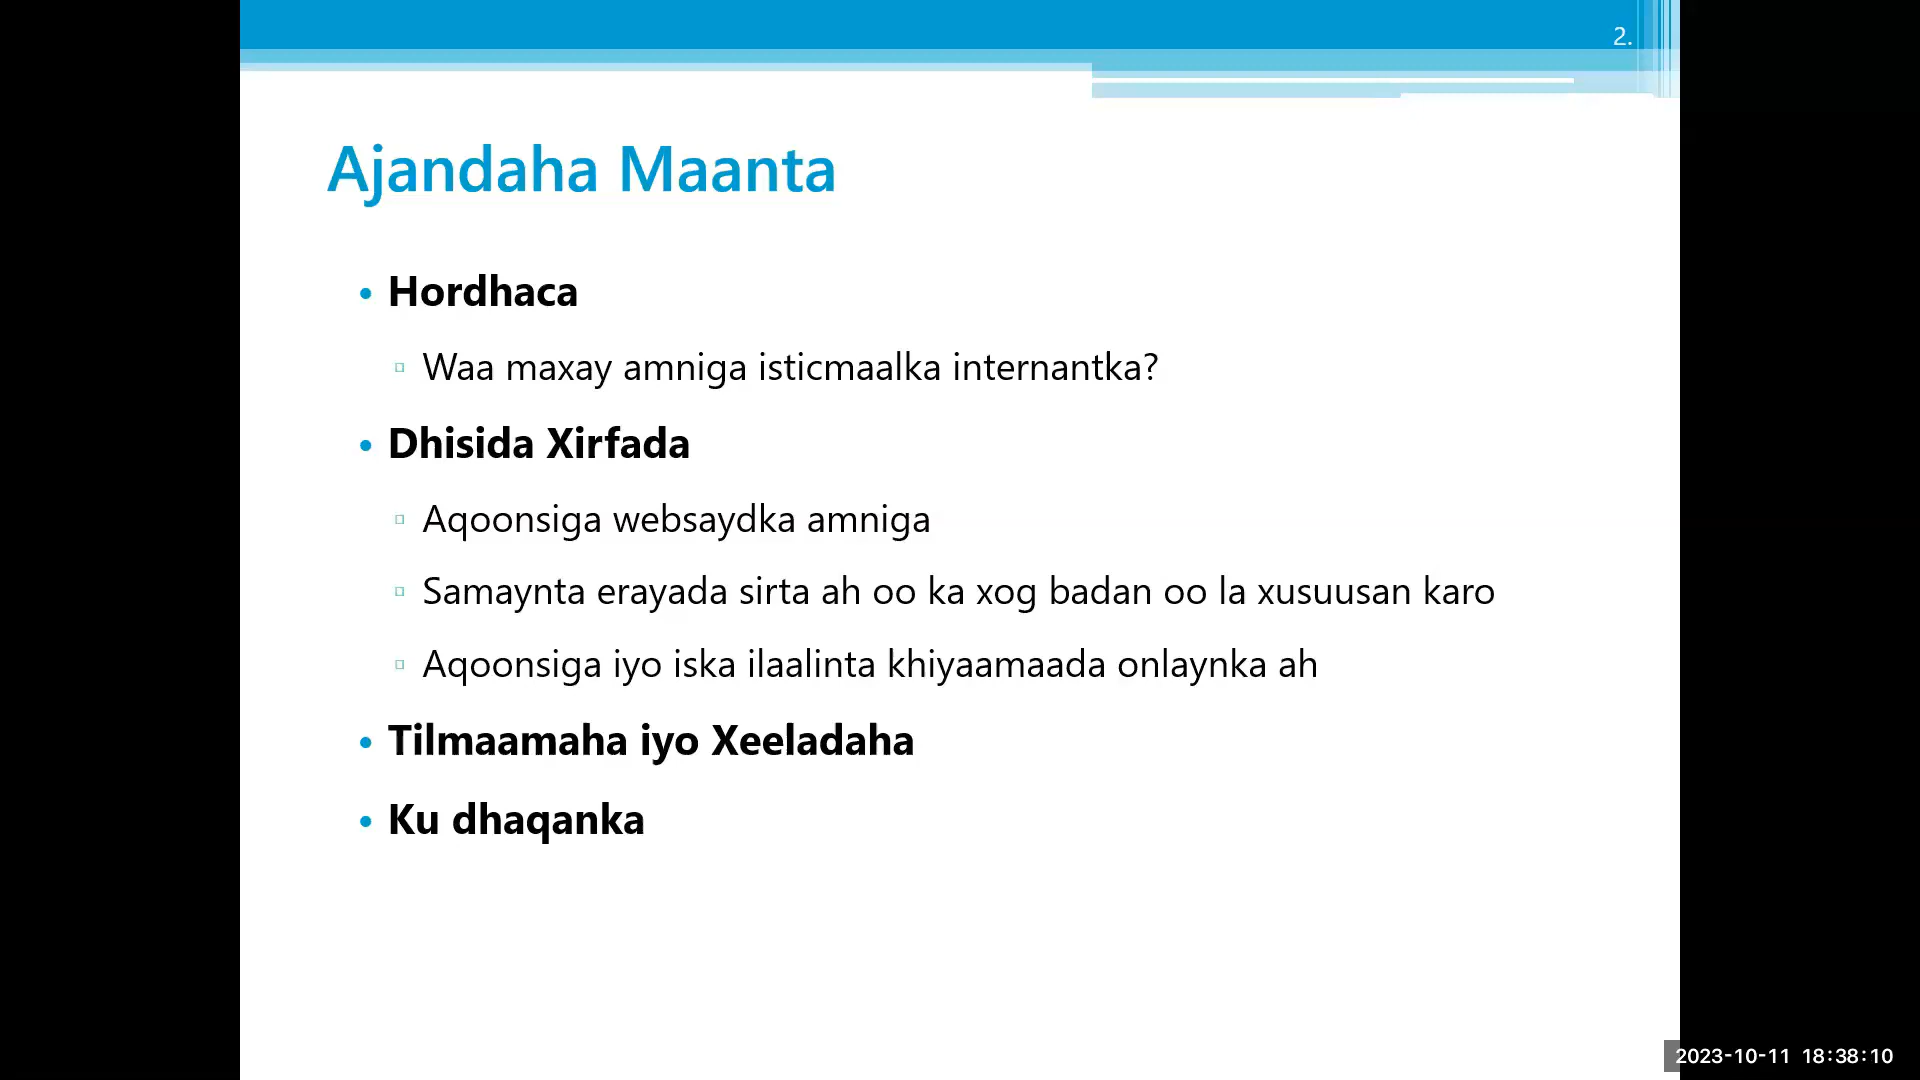 2.
Ajandaha Maanta
• Hordhaca
▫ Waa maxay amniga isticmaalka internantka?
• Dhisida Xirfada
▫ Aqoonsiga websaydka amniga
▫ Samaynta erayada sirta ah oo ka xog badan oo la xusuusan karo
▫ Aqoonsiga iyo iska ilaalinta khiyaamaada onlaynka ah
• Tilmaamaha iyo Xeeladaha
• Ku dhaqanka
2023-10-11 18:38:10